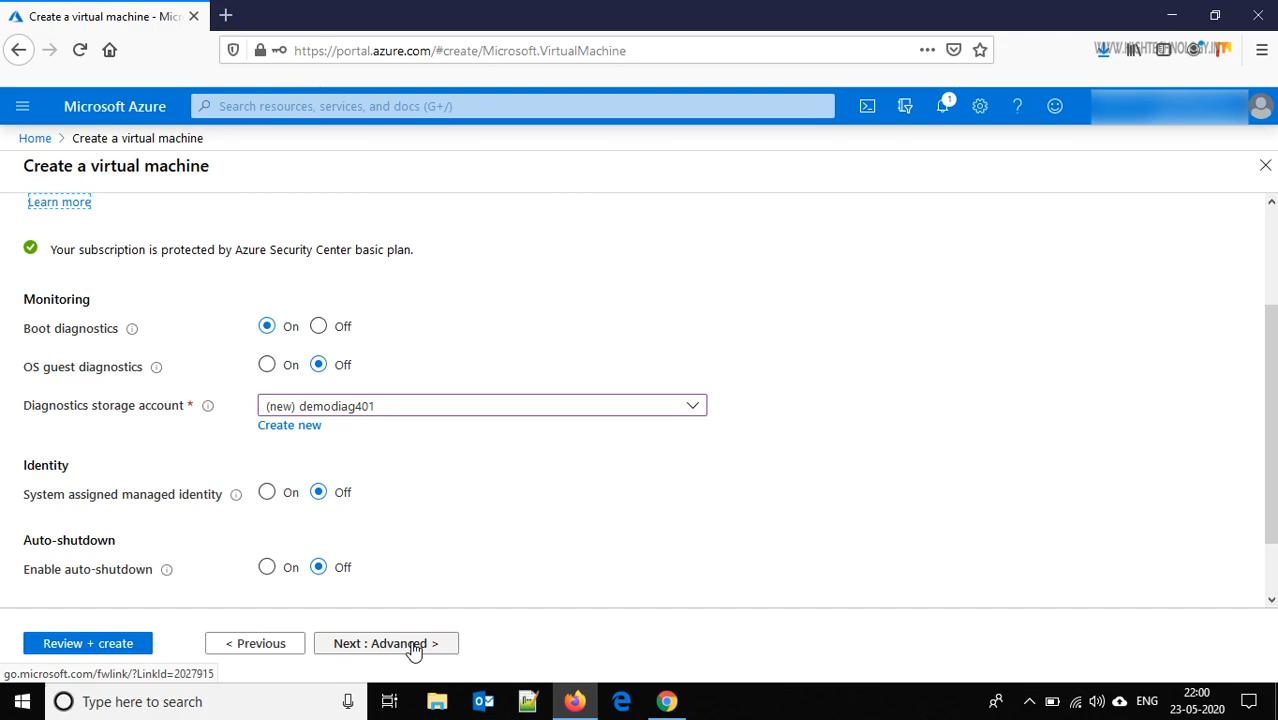 Create a virtual machine - Micr
https://portal.azure.com/#create/Microsoft.VirtualMachine
WWW.NISHTECHNOLOGY.IN
Microsoft Azure
Search resources, services, and docs (G+/)
1
Home > Create a virtual machine
Create a virtual machine
Learn more
Your subscription is protected by Azure Security Center basic plan.
Monitoring
Boot diagnostics On Off
OS guest diagnostics On Off
Diagnostics storage account * (new) demodiag401
Create new
Identity
System assigned managed identity On Off
Auto-shutdown
Enable auto-shutdown On Off
Review + create < Previous Next : Advanced >
go.microsoft.com/fwlink/?LinkId=2027915
Type here to search
ENG
22:00
23-05-2020